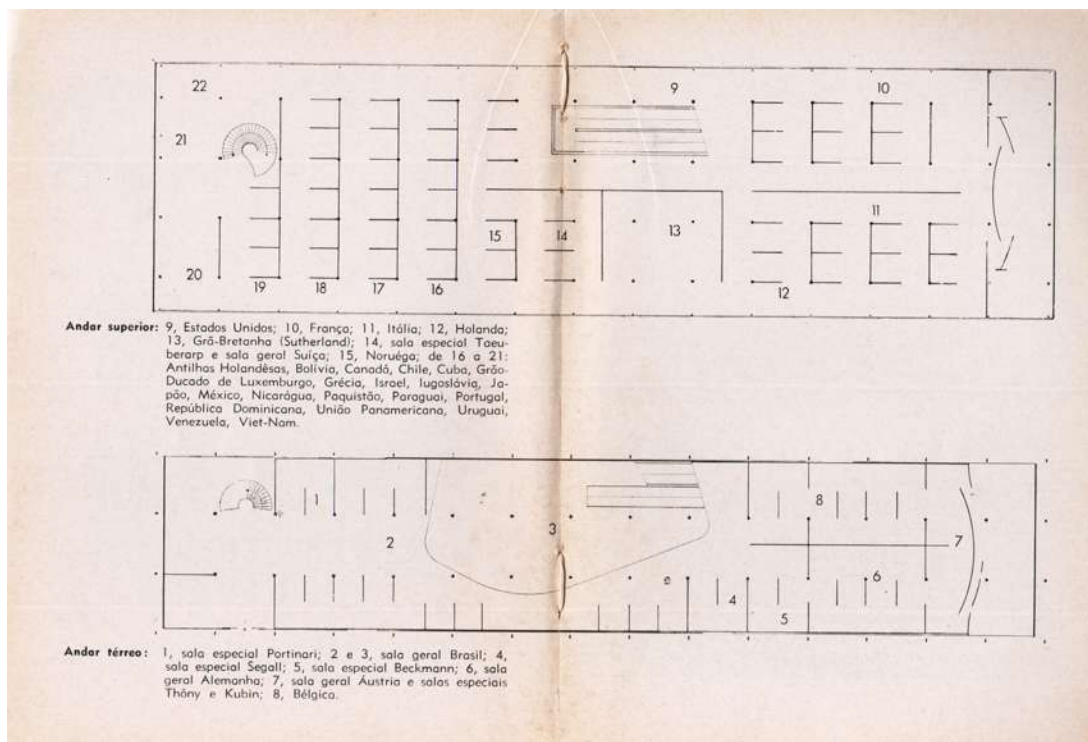 22
9
10
21
11
15
14
13
20
19
18
17
16
12
Andar superior: 9, Estados Unidos; 10, França; 11, Itália; 12, Holanda;
13, Grã-Bretanha (Sutherland); 14, sala especial Taeu-
berarp e sala geral Suíça; 15, Noruéga; de 16 a 21:
Antilhas Holandêsas, Bolívia, Canadá, Chile, Cuba, Grão-
Ducado de Luxemburgo, Grécia, Israel, Iugoslávia, Ja-
pão, México, Nicarágua, Paquistão, Paraguai, Portugal,
República Dominicana, União Panamericana, Uruguai,
Venezuela, Viet-Nam.
1
8
2
3
7
6
4
5
Andar térreo: 1, sala especial Portinari; 2 e 3, sala geral Brasil; 4,
sala especial Segall; 5, sala especial Beckmann; 6, sala
geral Alemanha; 7, sala geral Áustria e salas especiais
Thöny e Kubin; 8, Bélgica.